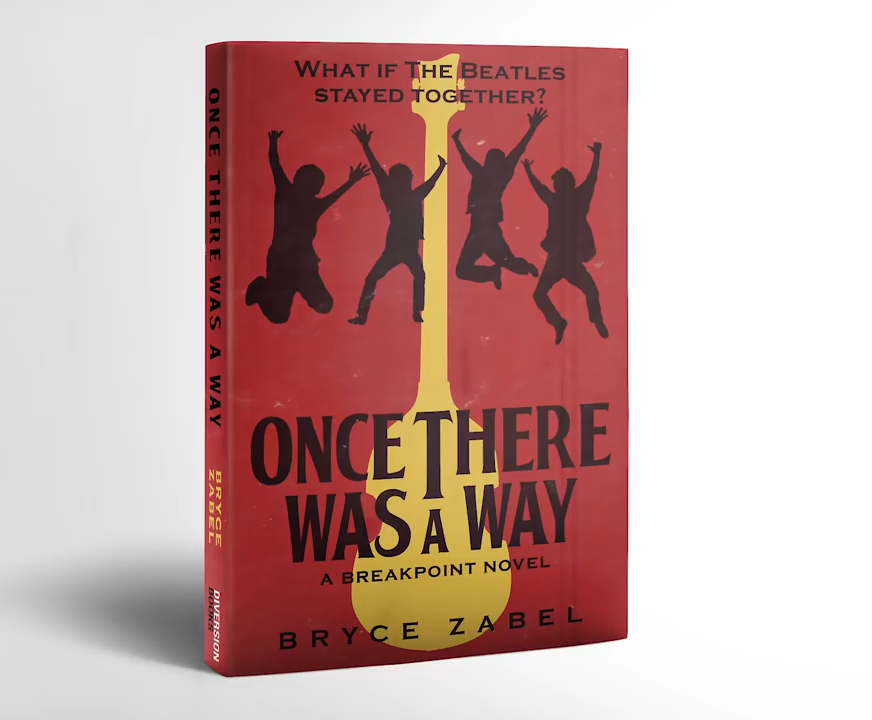 WHAT IF THE BEATLES
STAYED TOGETHER?
ONCE THERE
WAS A WAY
A BREAKPOINT NOVEL
BRYCE ZABEL
ONCE THERE WAS A WAY
BRYCE
ZABEL
DIVERSION
BOOKS